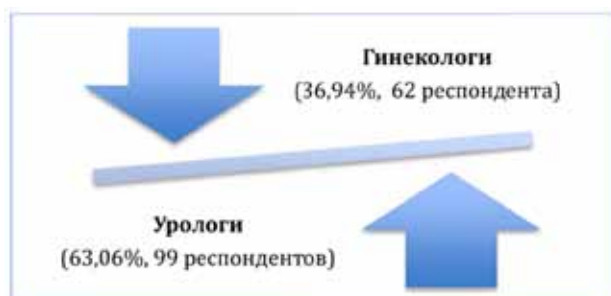 Гинекологи
(36,94%, 62 респондента)
Урологи
(63,06%, 99 респондентов)